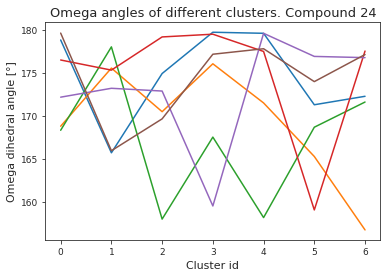 Omega angles of different clusters. Compound 24
Omega dihedral angle [°]
180
175
170
165
160
0 1 2 3 4 5 6
Cluster id